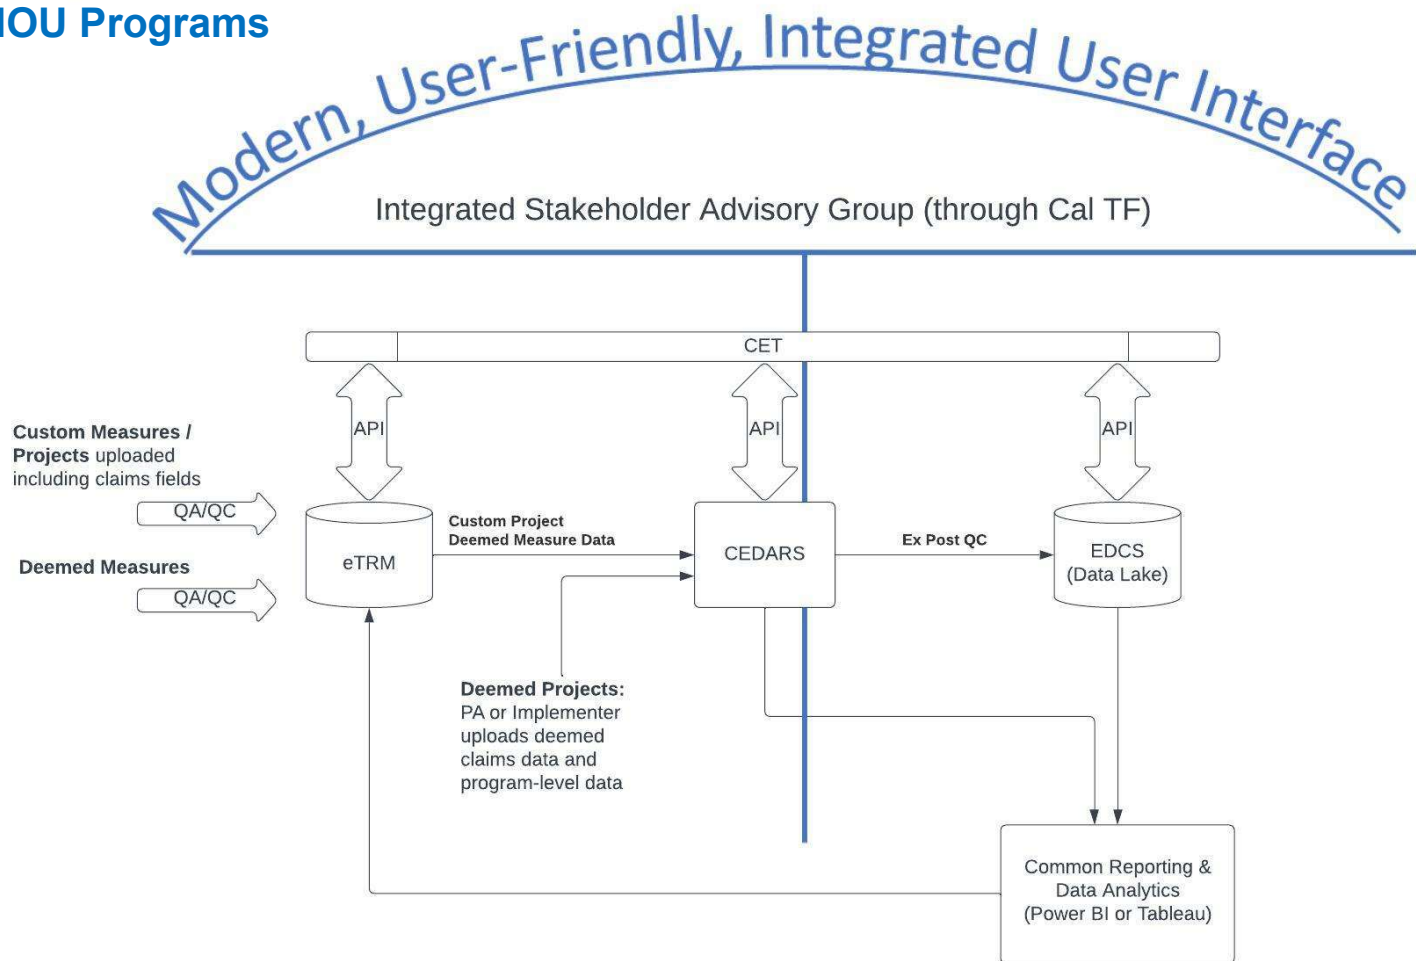 IOU Programs
Modern, User-Friendly, Integrated User Interface
Integrated Stakeholder Advisory Group (through Cal TF)
CET
API
API
API
Custom Measures /
Projects uploaded
including claims fields
QA/QC
Deemed Measures
QA/QC
eTRM
Custom Project
Deemed Measure Data
CEDARS
Ex Post QC
EDCS
(Data Lake)
Deemed Projects:
PA or Implementer
uploads deemed
claims data and
program-level data
Common Reporting &
Data Analytics
(Power BI or Tableau)